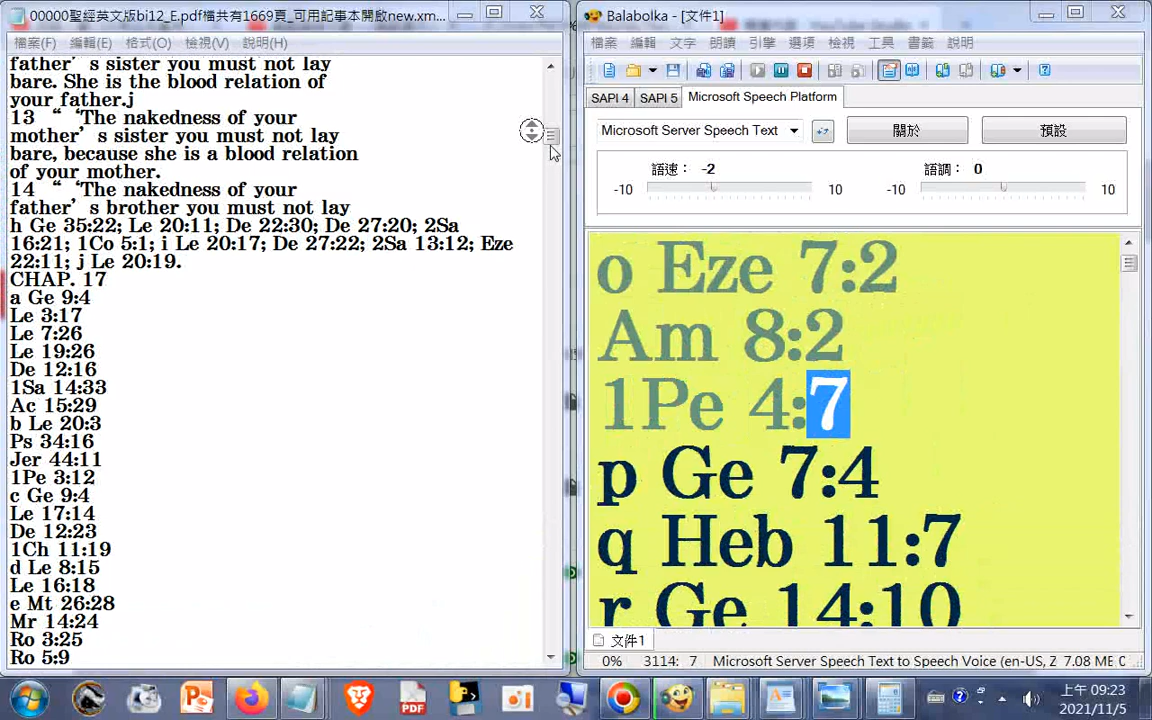 00000聖經英文版bi12_E.pdf檔共有1669頁_可用記事本開啟new.xm...
檔案(F) 編輯(E) 格式(O) 檢視(V) 說明(H)
father’s sister you must not lay
bare. She is the blood relation of
your father.j
13 “ ‘The nakedness of your
mother’s sister you must not lay
bare, because she is a blood relation
of your mother.
14 “ ‘The nakedness of your
father’s brother you must not lay
h Ge 35:22; Le 20:11; De 22:30; De 27:20; 2Sa
16:21; 1Co 5:1; i Le 20:17; De 27:22; 2Sa 13:12; Eze
22:11; j Le 20:19.
CHAP. 17
a Ge 9:4
Le 3:17
Le 7:26
Le 19:26
De 12:16
1Sa 14:33
Ac 15:29
b Le 20:3
Ps 34:16
Jer 44:11
1Pe 3:12
c Ge 9:4
Le 17:14
De 12:23
1Ch 11:19
d Le 8:15
Le 16:18
e Mt 26:28
Mr 14:24
Ro 3:25
Ro 5:9
Balabolka - [文件1]
檔案 編輯 文字 朗讀 引擎 選項 檢視 工具 書籤 說明
SAPI 4 SAPI 5 Microsoft Speech Platform
Microsoft Server Speech Text 關於 預設
語速： -2 語調： 0
-10 10 -10 10
o Eze 7:2
Am 8:2
1Pe 4:7
p Ge 7:4
q Heb 11:7
r Ge 14:10
文件1
0% 3114: 7 Microsoft Server Speech Text to Speech Voice (en-US, Z 7.08 ME
PDF
上午 09:23
2021/11/5